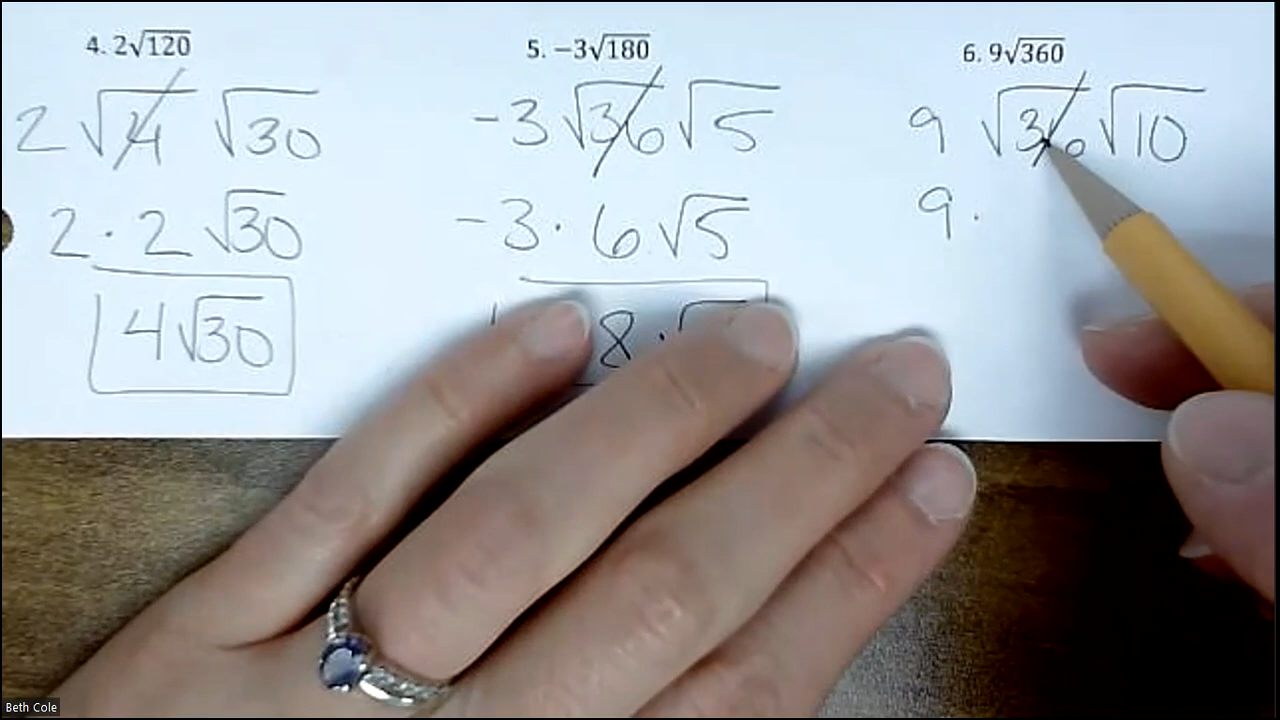 4. 2√120
2 √4 √30
2 · 2 √30
4√30
5. −3√180
-3 √36 √5
-3 · 6 √5
8 · √
6. 9√360
9 √36 √10
9 ·
Beth Cole